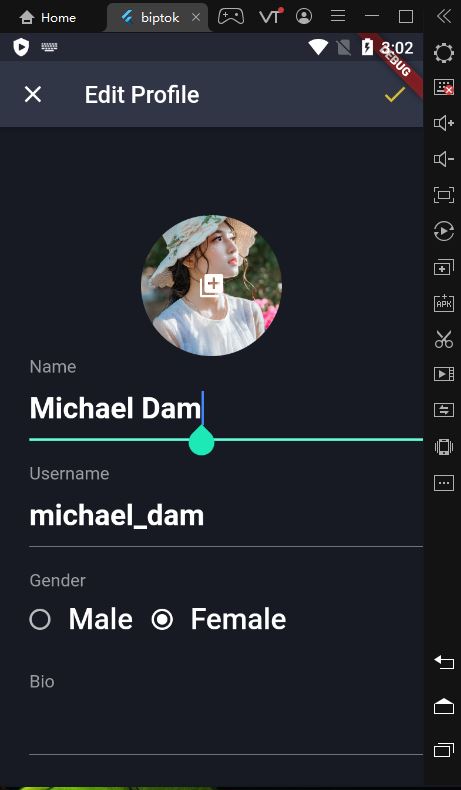 Home
biptok
VT
3:02
DEBUG
Edit Profile
Name
Michael Dam
APK
Username
michael_dam
Gender
Male
Female
Bio